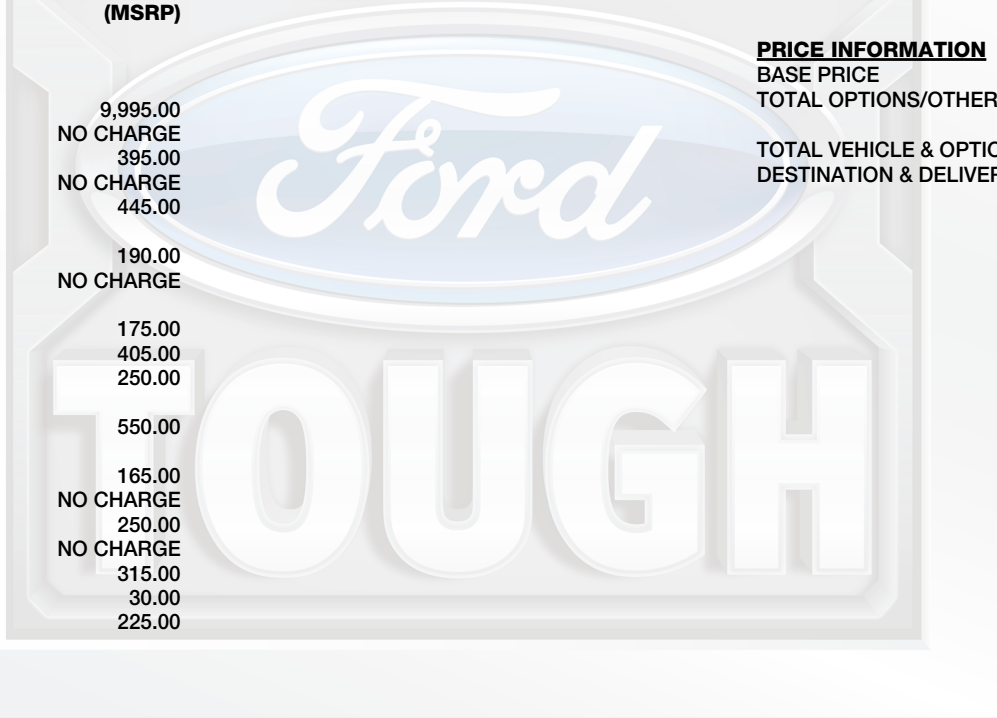 (MSRP)
9,995.00
NO CHARGE
395.00
NO CHARGE
445.00
190.00
NO CHARGE
175.00
405.00
250.00
550.00
165.00
NO CHARGE
250.00
NO CHARGE
315.00
30.00
225.00
PRICE INFORMATION
BASE PRICE
TOTAL OPTIONS/OTHER
TOTAL VEHICLE & OPTIO
DESTINATION & DELIVER
Ford
TOUGH